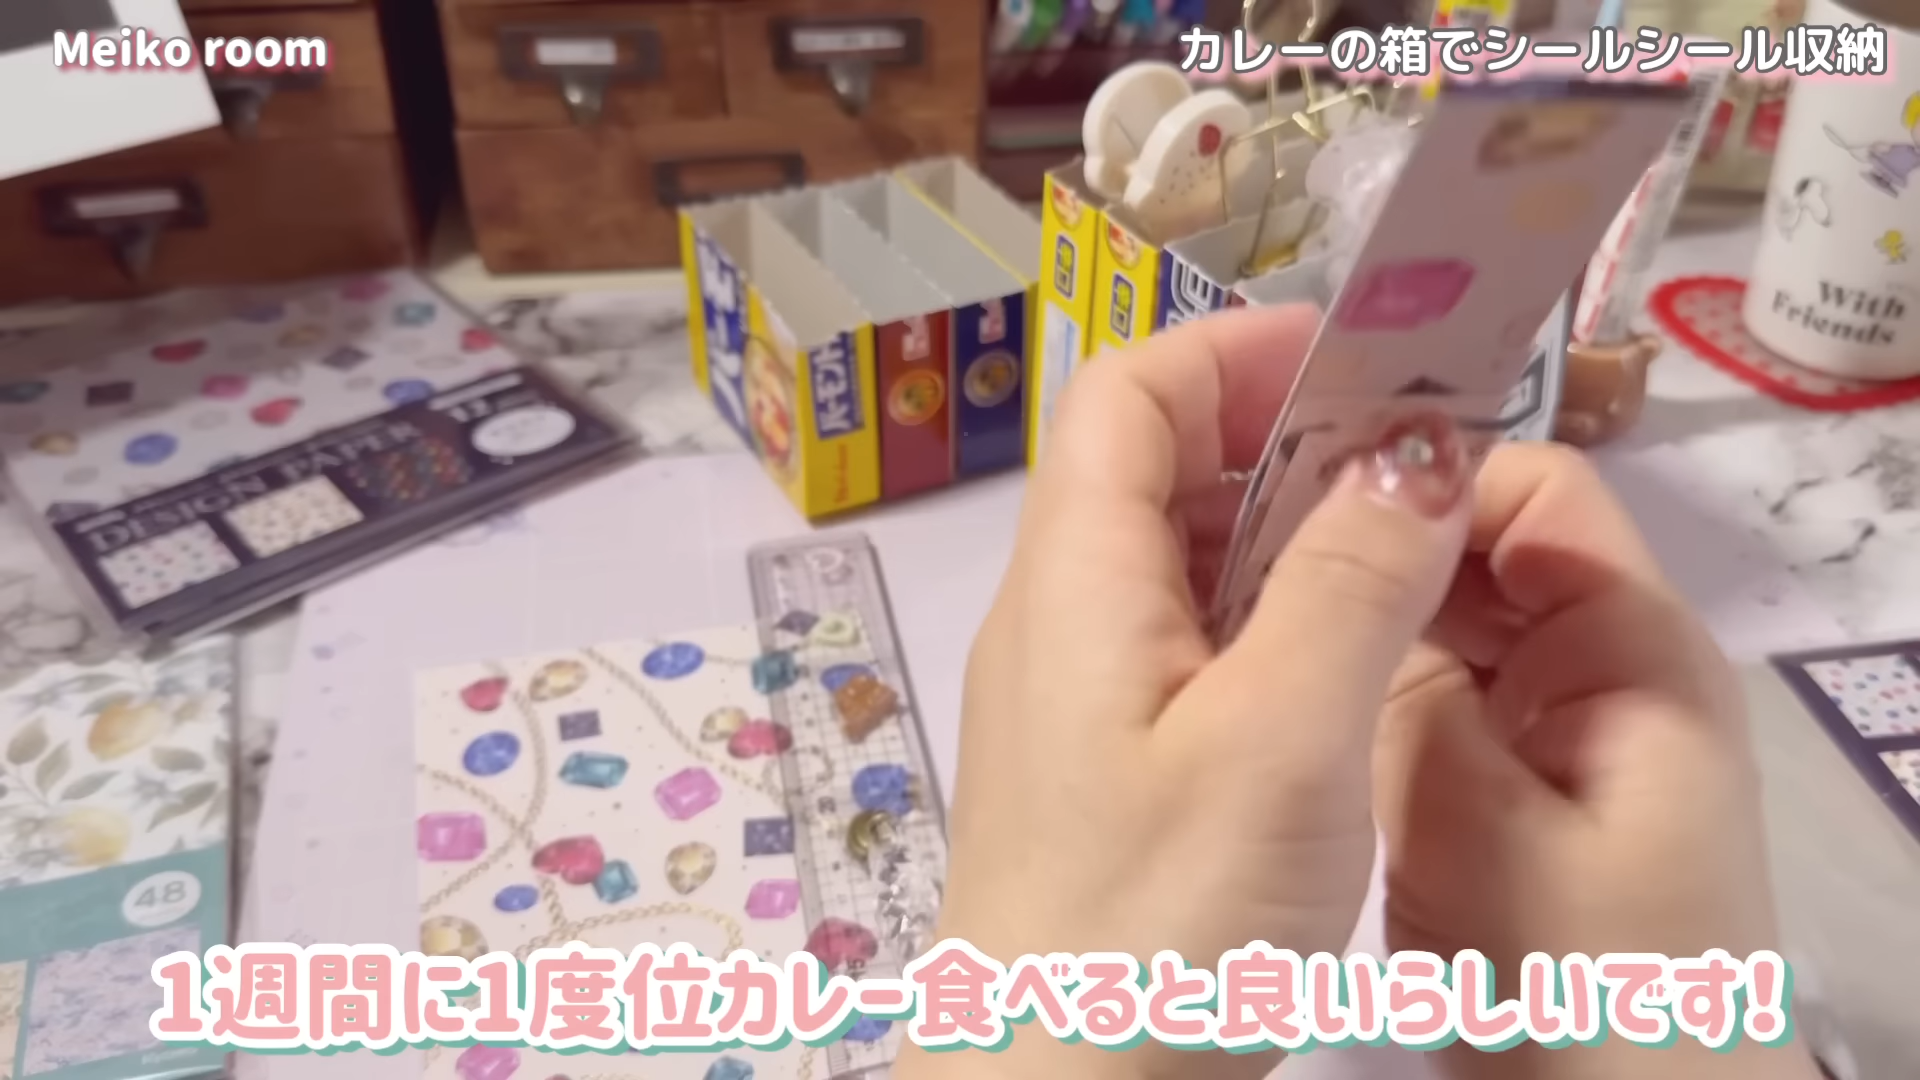 Meiko room
カレーの箱でシールシール収納
With
Friends
DESIGN PAPER
12
48
1週間に1度位カレー食べると良いらしいです!